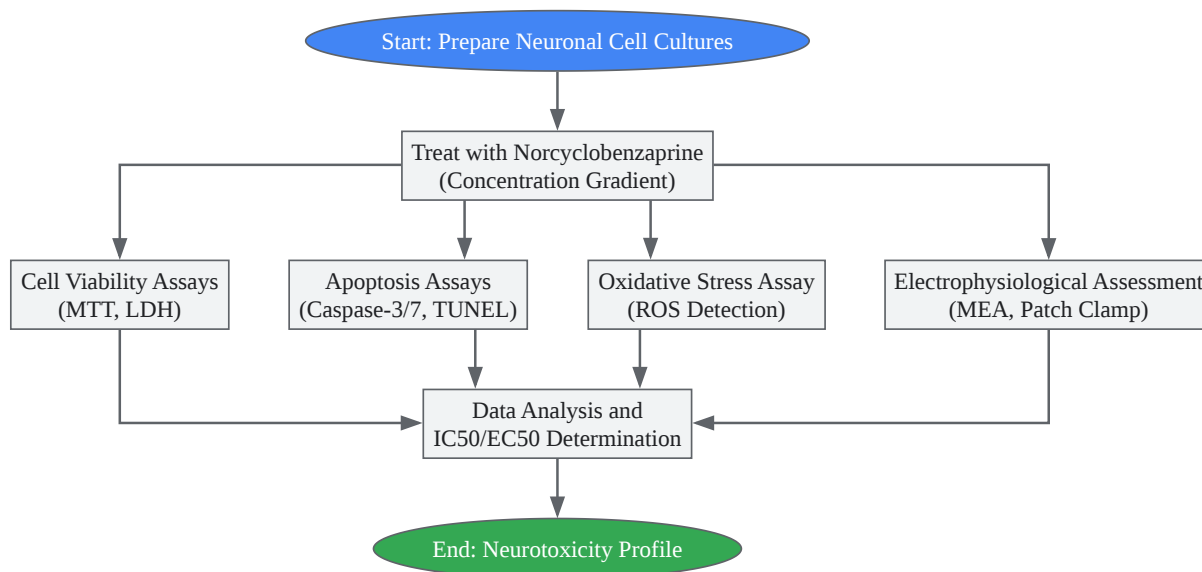 Start: Prepare Neuronal Cell Cultures
Treat with Norcyclobenzaprine
(Concentration Gradient)
Cell Viability Assays
(MTT, LDH)
Apoptosis Assays
(Caspase-3/7, TUNEL)
Oxidative Stress Assay
(ROS Detection)
Electrophysiological Assessment
(MEA, Patch Clamp)
Data Analysis and
IC50/EC50 Determination
End: Neurotoxicity Profile